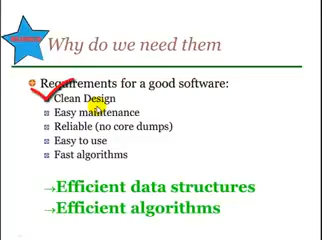 Why do we need them
Requirements for a good software:
Clean Design
Easy maintenance
Reliable (no core dumps)
Easy to use
Fast algorithms
→Efficient data structures
→Efficient algorithms